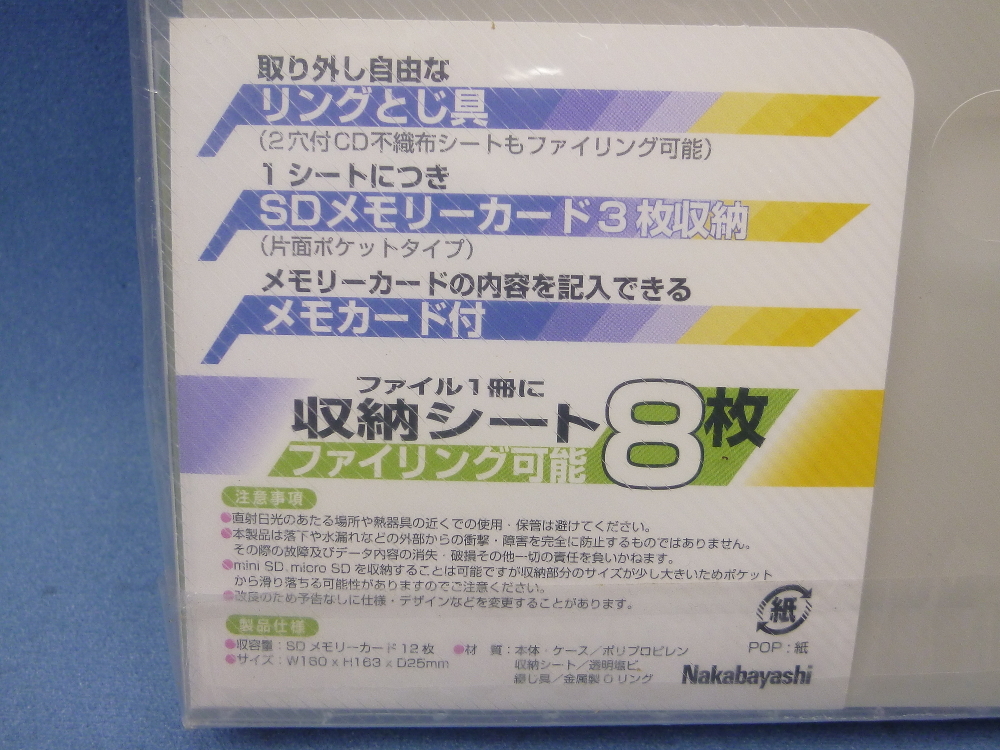 取り外し自由な
リングとじ具
(2穴付CD不織布シートもファイリング可能)
1シートにつき
SDメモリーカード3枚収納
(片面ポケットタイプ)
メモリーカードの内容を記入できる
メモカード付
ファイル1冊に
収納シート8枚
ファイリング可能
注意事項
●直射日光のあたる場所や熱器具の近くでの使用・保管は避けてください。
●本製品は落下や水漏れなどの外部からの衝撃・障害を完全に防止するものではありません。
その際の故障及びデータ内容の消失・破損その他一切の責任を負いかねます。
●mini SD. micro SDを収納することは可能ですが収納部分のサイズが少し大きいためポケット
から滑り落ちる可能性がありますのでご注意ください。
●改良のため予告なしに仕様・デザインなどを変更することがあります。
紙
POP:紙
製品仕様
●収容量:SDメモリーカード12枚 ●材 質:本体・ケース/ポリプロピレン
●サイズ:W160×H163×D25mm 収納シート/透明塩ビ
綴じ具/金属製Oリング
Nakabayashi